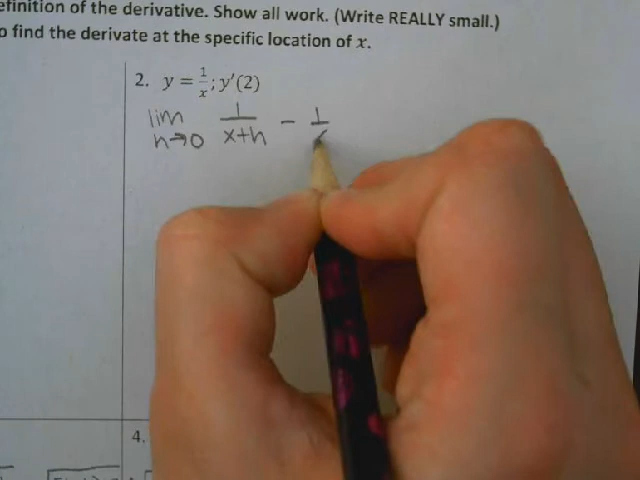 efinition of the derivative. Show all work. (Write REALLY small.)
o find the derivate at the specific location of x.
2. y = 1/x ; y'(2)
lim h→0 1/(x+h) - 1/
4.